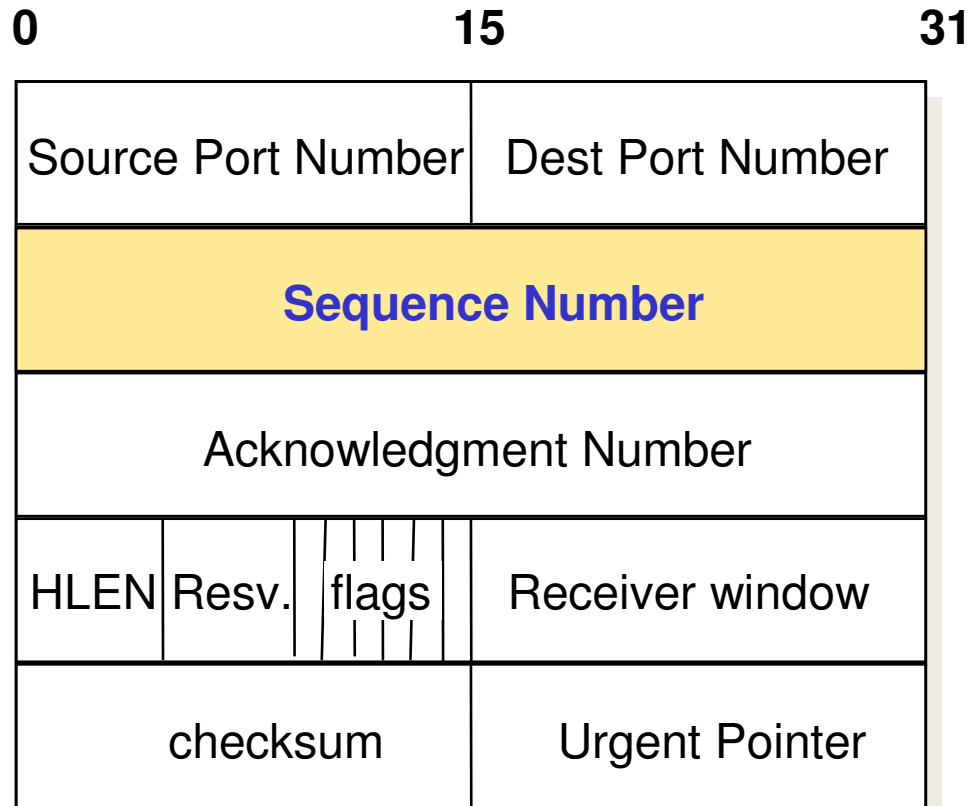 0 15 31
Source Port Number Dest Port Number
Sequence Number
Acknowledgment Number
HLEN Resv. flags Receiver window
checksum Urgent Pointer